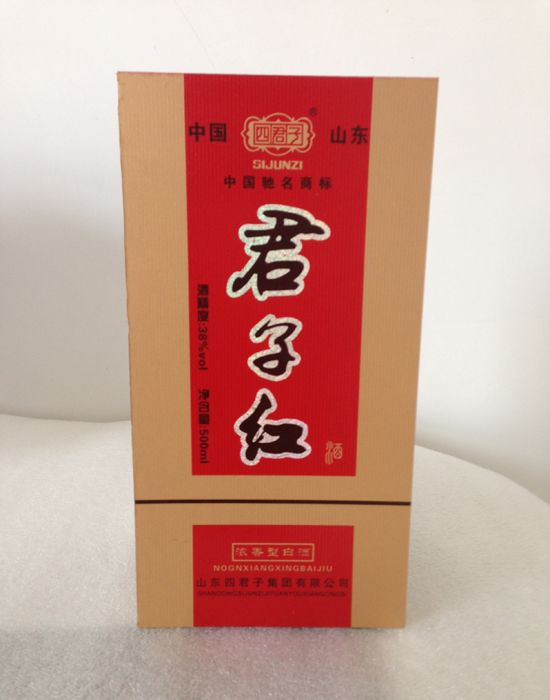 中国 四君子® 山东
SIJUNZI
中国驰名商标
君子红
酒
酒精度:38%vol 净含量:500ml
浓香型白酒
NOGNXIANGXINGBAIJIU
山东四君子集团有限公司
SHANDONGSIJUNZIJITUANYOUXIANGONGSI